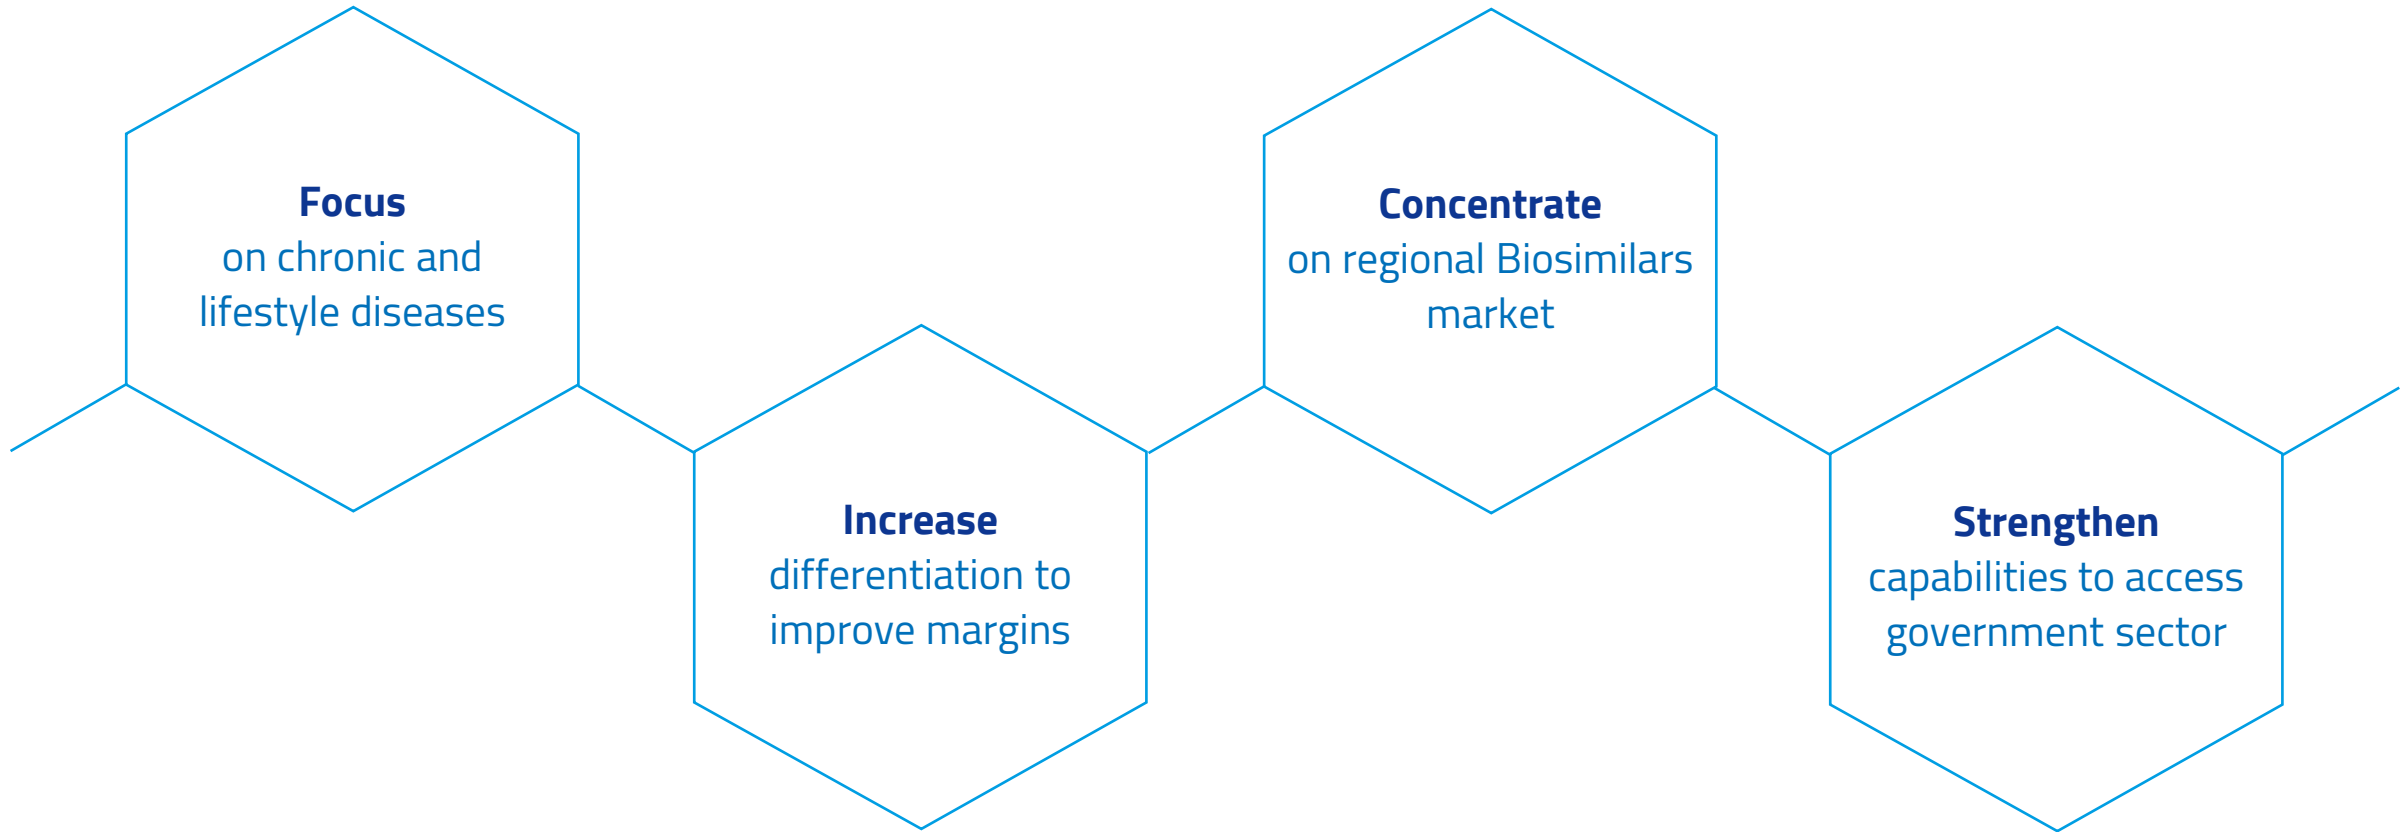 Focus
on chronic and
lifestyle diseases
Increase
differentiation to
improve margins
Concentrate
on regional Biosimilars
market
Strengthen
capabilities to access
government sector